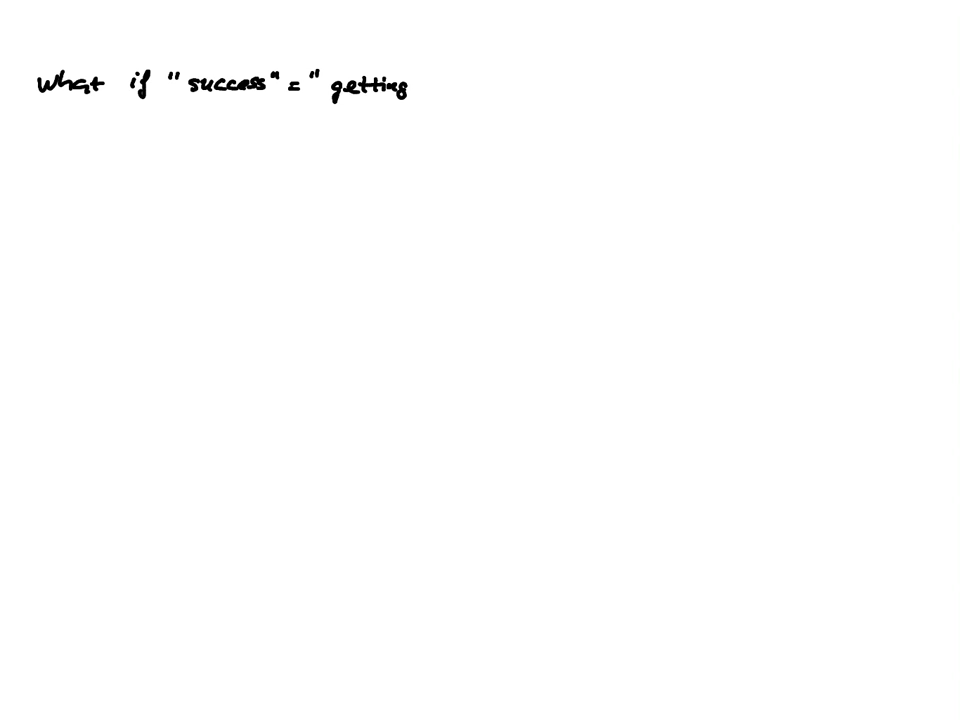 What if "success" = " getting